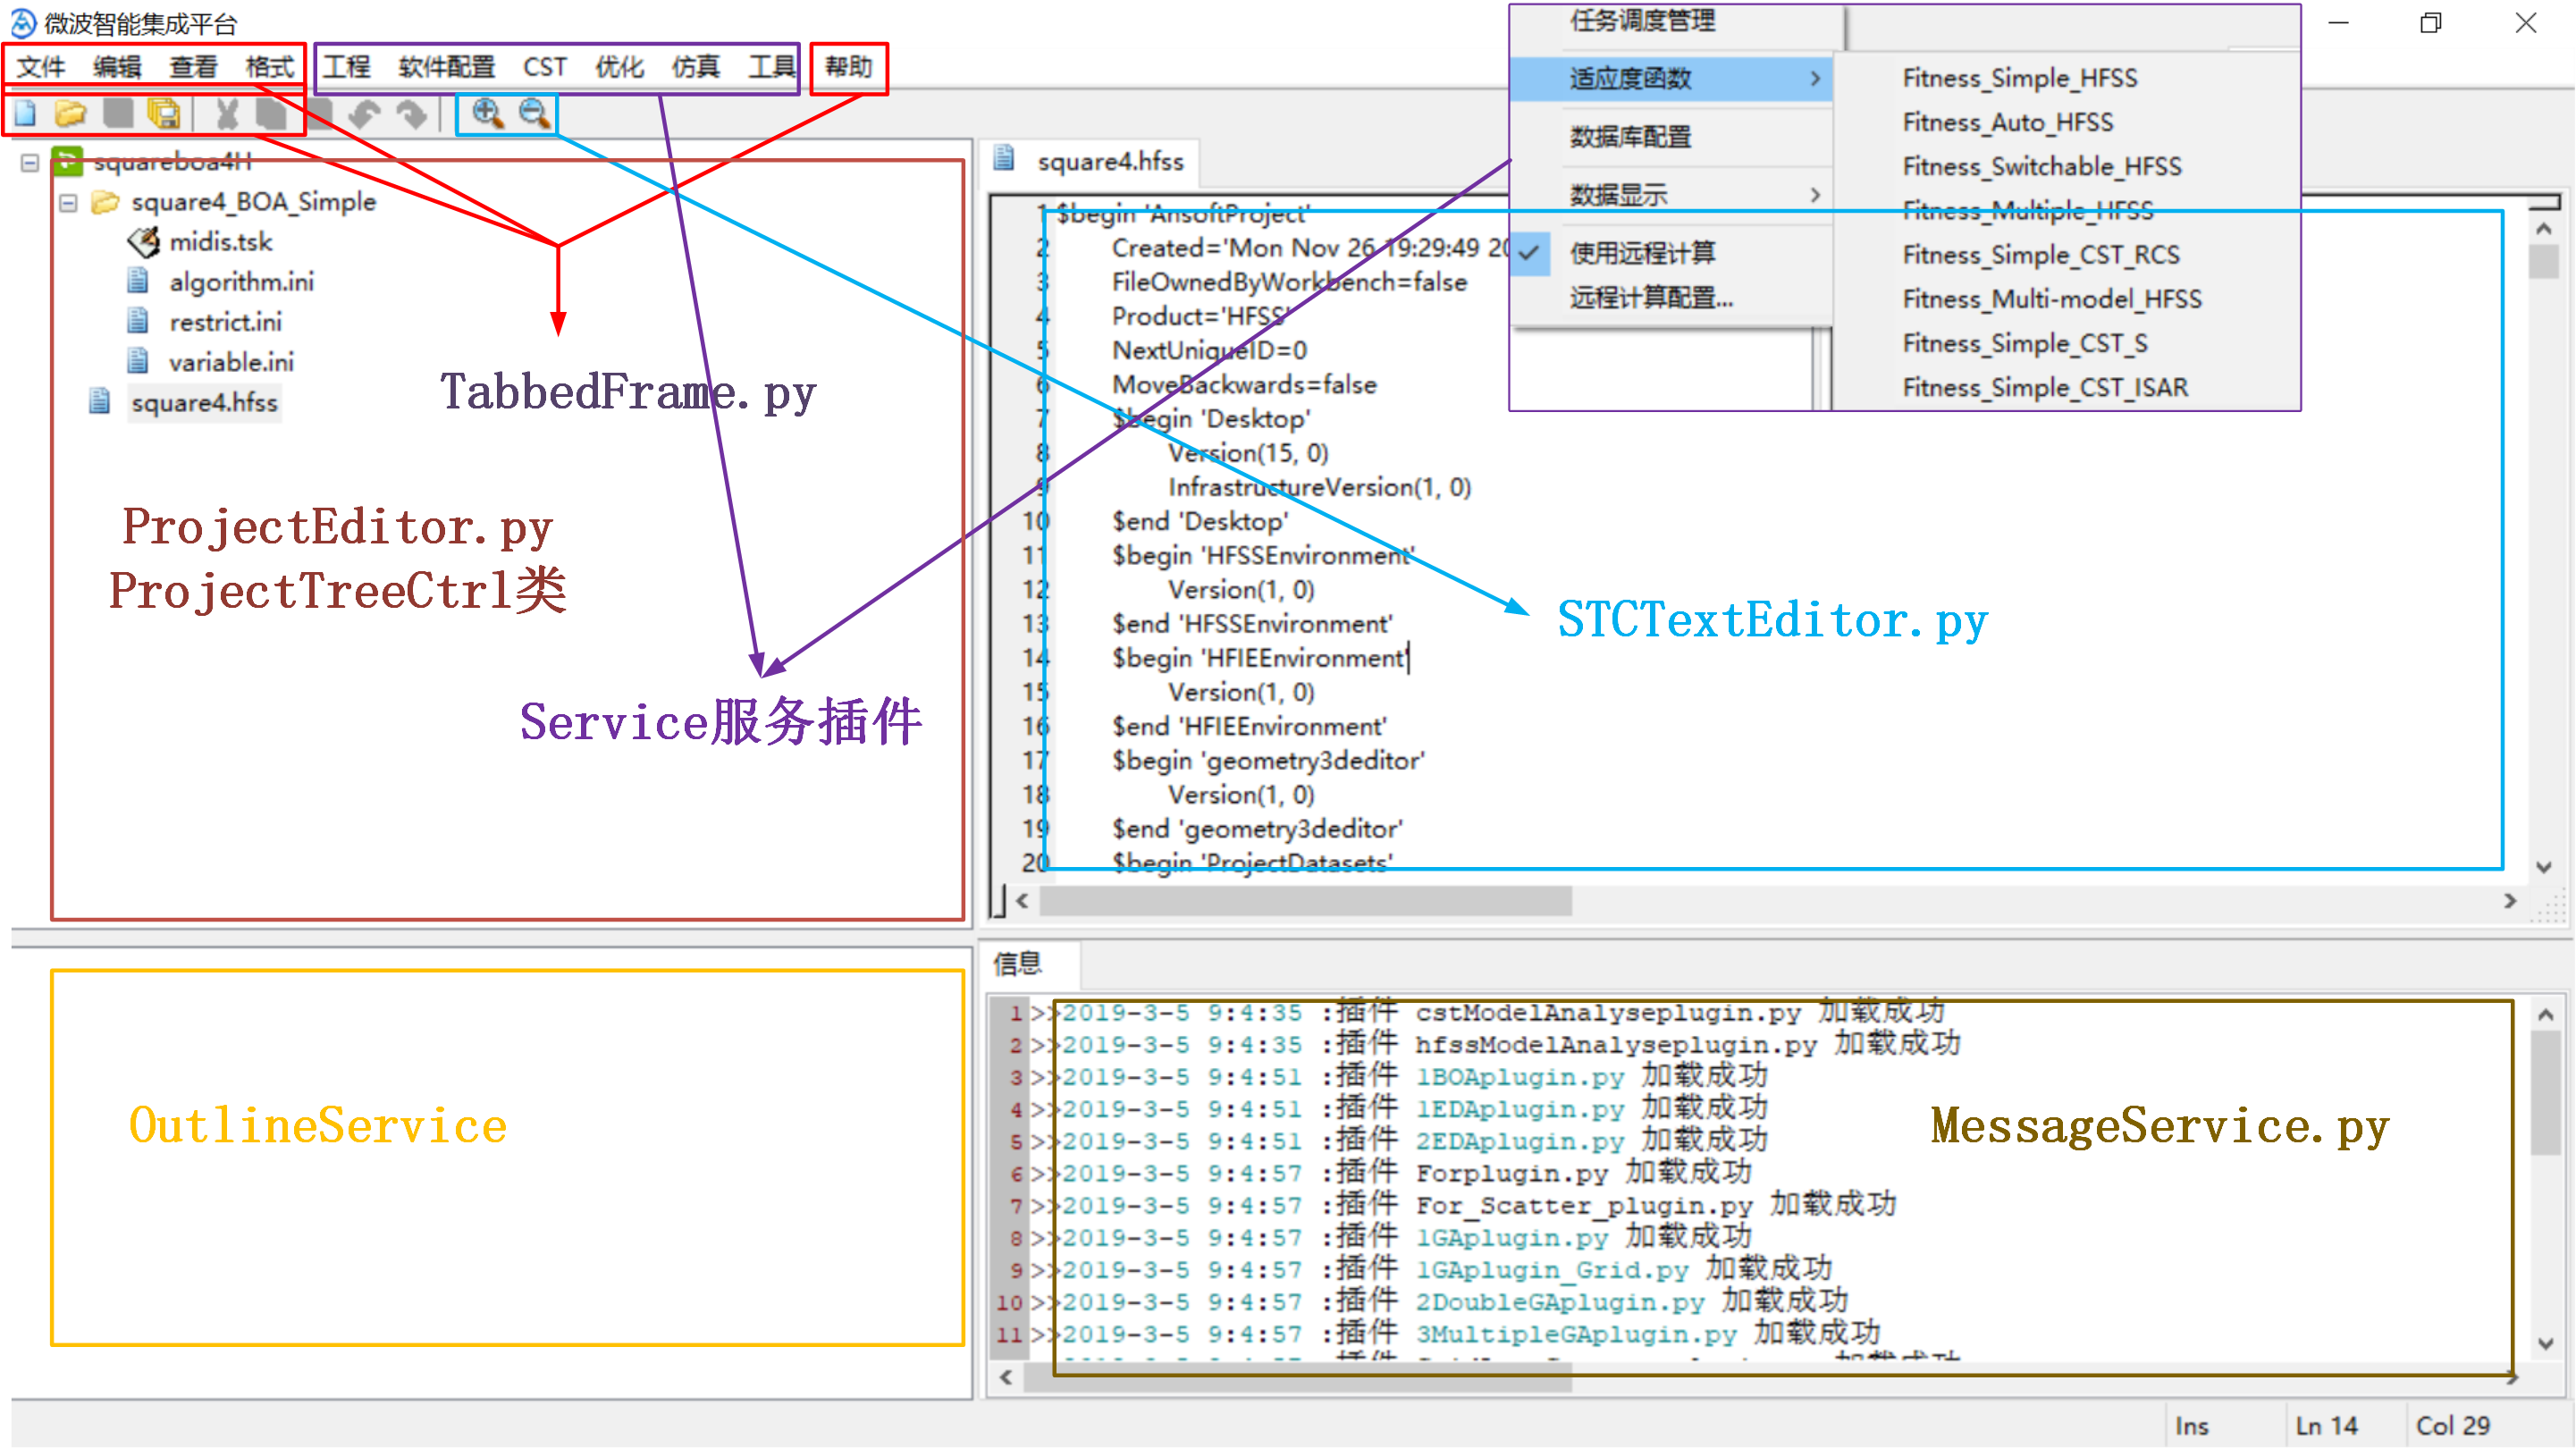 微波智能集成平台
文件 编辑 查看 格式 工程 软件配置 CST 优化 仿真 工具 帮助
squareboa4H
square4_BOA_Simple
midis.tsk
algorithm.ini
restrict.ini
variable.ini
square4.hfss
TabbedFrame.py
ProjectEditor.py
ProjectTreeCtrl类
Service服务插件
square4.hfss
1 $begin 'AnsoftProject'
2 Created='Mon Nov 26 19:29:49 20
3 FileOwnedByWorkbench=false
4 Product='HFSS'
5 NextUniqueID=0
6 MoveBackwards=false
7 $begin 'Desktop'
8 Version(15, 0)
9 InfrastructureVersion(1, 0)
10 $end 'Desktop'
11 $begin 'HFSSEnvironment'
12 Version(1, 0)
13 $end 'HFSSEnvironment'
14 $begin 'HFIEEnvironment'
15 Version(1, 0)
16 $end 'HFIEEnvironment'
17 $begin 'geometry3deditor'
18 Version(1, 0)
19 $end 'geometry3deditor'
20 $begin 'ProjectDatasets'
STCTextEditor.py
任务调度管理
适应度函数
数据库配置
数据显示
使用远程计算
远程计算配置...
Fitness_Simple_HFSS
Fitness_Auto_HFSS
Fitness_Switchable_HFSS
Fitness_Multiple_HFSS
Fitness_Simple_CST_RCS
Fitness_Multi-model_HFSS
Fitness_Simple_CST_S
Fitness_Simple_CST_ISAR
OutlineService
信息
1 >>2019-3-5 9:4:35 :插件 cstModelAnalyseplugin.py 加载成功
2 >>2019-3-5 9:4:35 :插件 hfssModelAnalyseplugin.py 加载成功
3 >>2019-3-5 9:4:51 :插件 1BOAplugin.py 加载成功
4 >>2019-3-5 9:4:51 :插件 1EDAplugin.py 加载成功
5 >>2019-3-5 9:4:51 :插件 2EDAplugin.py 加载成功
6 >>2019-3-5 9:4:57 :插件 Forplugin.py 加载成功
7 >>2019-3-5 9:4:57 :插件 For_Scatter_plugin.py 加载成功
8 >>2019-3-5 9:4:57 :插件 1GAplugin.py 加载成功
9 >>2019-3-5 9:4:57 :插件 1GAplugin_Grid.py 加载成功
10 >>2019-3-5 9:4:57 :插件 2DoubleGAplugin.py 加载成功
11 >>2019-3-5 9:4:57 :插件 3MultipleGAplugin.py 加载成功
MessageService.py
Ins Ln 14 Col 29